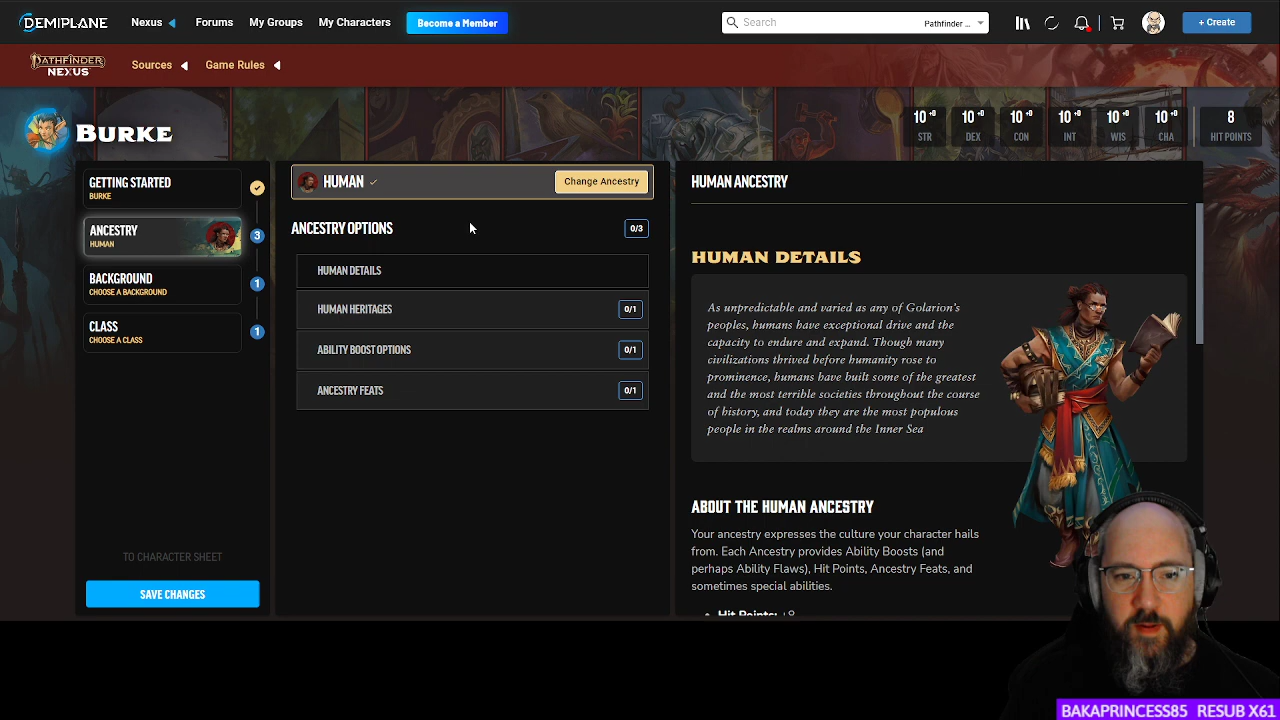 DEMIPLANE
Nexus
Forums
My Groups
My Characters
Become a Member
Search
Pathfinder ...
+ Create
PATHFINDER
NEXUS
Sources
Game Rules
BURKE
10 +0
STR
10 +0
DEX
10 +0
CON
10 +0
INT
10 +0
WIS
10 +0
CHA
8
HIT POINTS
GETTING STARTED
BURKE
ANCESTRY
HUMAN
3
BACKGROUND
CHOOSE A BACKGROUND
1
CLASS
CHOOSE A CLASS
1
TO CHARACTER SHEET
SAVE CHANGES
HUMAN
Change Ancestry
ANCESTRY OPTIONS
0/3
HUMAN DETAILS
HUMAN HERITAGES
0/1
ABILITY BOOST OPTIONS
0/1
ANCESTRY FEATS
0/1
HUMAN ANCESTRY
HUMAN DETAILS
As unpredictable and varied as any of Golarion's
peoples, humans have exceptional drive and the
capacity to endure and expand. Though many
civilizations thrived before humanity rose to
prominence, humans have built some of the greatest
and the most terrible societies throughout the course
of history, and today they are the most populous
people in the realms around the Inner Sea
ABOUT THE HUMAN ANCESTRY
Your ancestry expresses the culture your character hails
from. Each Ancestry provides Ability Boosts (and
perhaps Ability Flaws), Hit Points, Ancestry Feats, and
sometimes special abilities.
• Hit Points: +8
BAKAPRINCESS85 RESUB X61